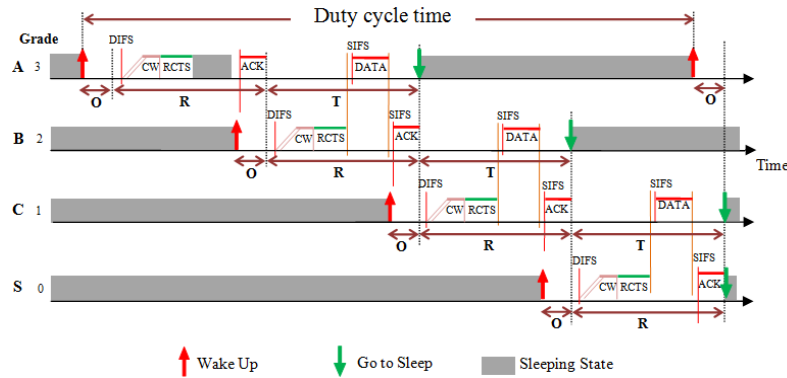 Duty cycle time
Grade
DIFS
SIFS
A 3
CW RCTS
ACK
DATA
O
R
T
O
DIFS
SIFS
SIFS
B 2
CW RCTS
ACK
DATA
Time
O
R
T
DIFS
SIFS
SIFS
C 1
CW RCTS
ACK
DATA
O
R
T
DIFS
SIFS
S 0
CW RCTS
ACK
O
R
Wake Up
Go to Sleep
Sleeping State